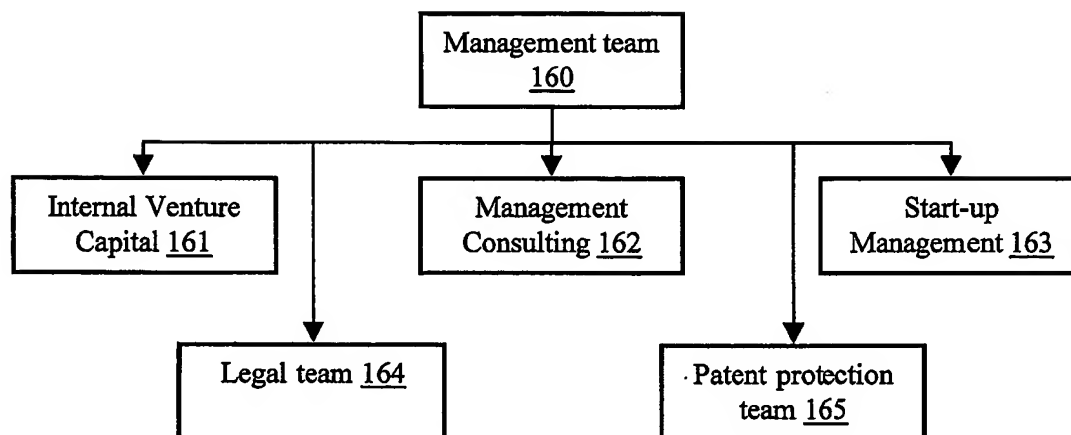 Management team
160
Internal Venture
Capital 161
Management
Consulting 162
Start-up
Management 163
Legal team 164
Patent protection
team 165